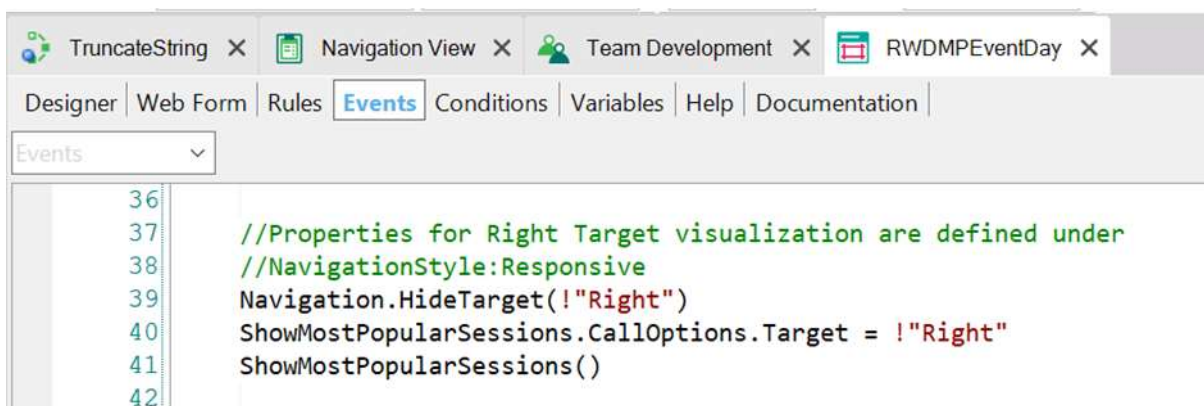 TruncateString Navigation View Team Development RWDMPEventDay
Designer Web Form Rules Events Conditions Variables Help Documentation
Events
36
37 //Properties for Right Target visualization are defined under
38 //NavigationStyle:Responsive
39 Navigation.HideTarget(!"Right")
40 ShowMostPopularSessions.CallOptions.Target = !"Right"
41 ShowMostPopularSessions()
42